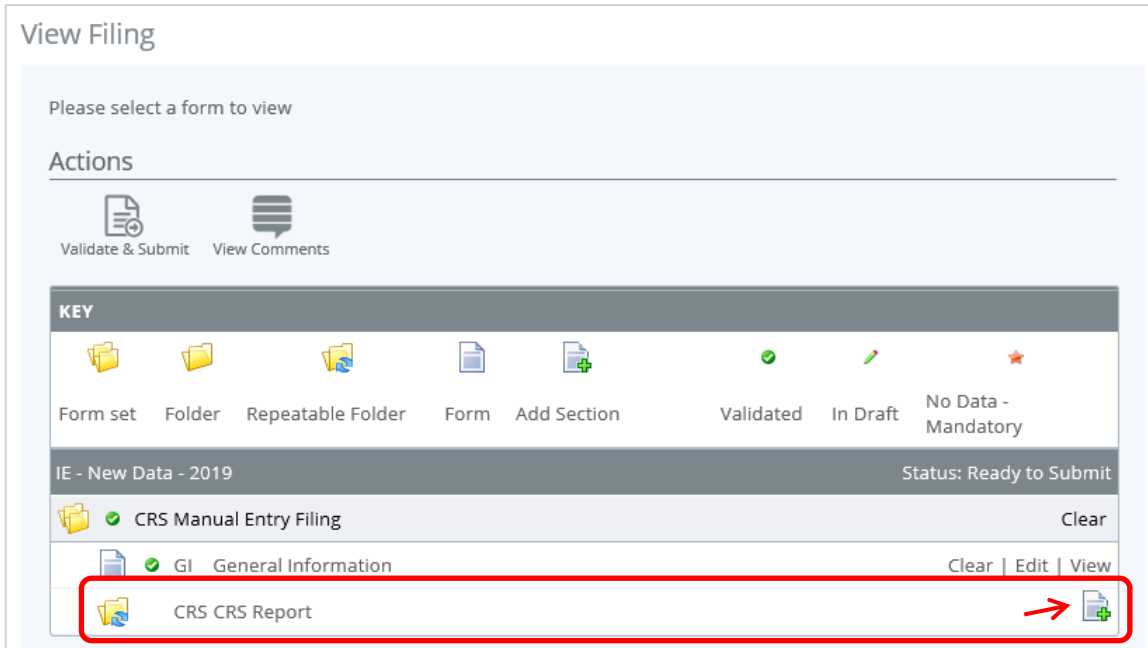 View Filing
Please select a form to view
Actions
Validate & Submit View Comments
KEY
Form set Folder Repeatable Folder Form Add Section Validated In Draft No Data -
Mandatory
IE - New Data - 2019 Status: Ready to Submit
CRS Manual Entry Filing Clear
GI General Information Clear | Edit | View
CRS CRS Report